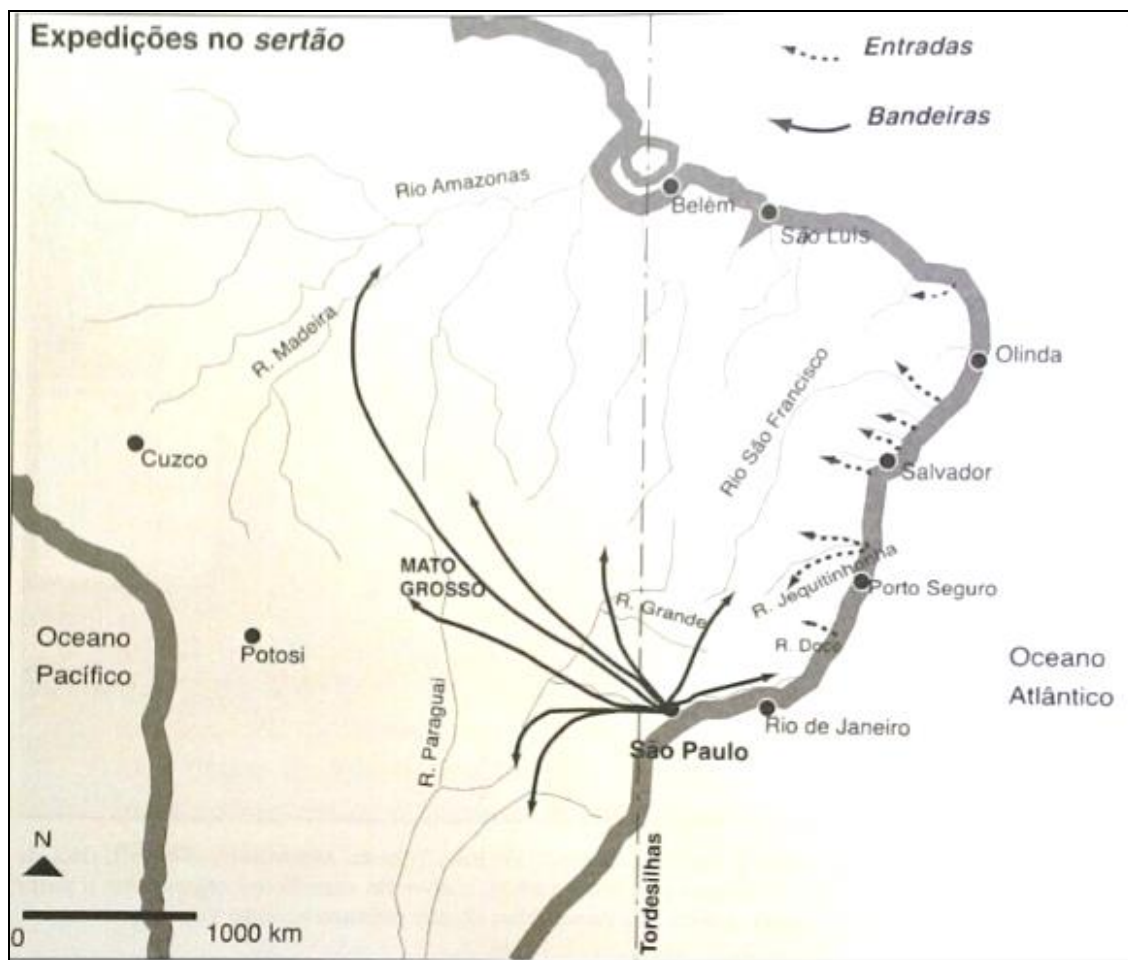 Expedições no sertão
Entradas
Bandeiras
Rio Amazonas
Belém
São Luís
R. Madeira
Olinda
Rio São Francisco
Cuzco
Salvador
MATO
GROSSO
R. Grande
R. Jequitinhonha
Porto Seguro
Oceano
Pacífico
Potosi
R. Doce
Oceano
Atlântico
R. Paraguai
São Paulo
Rio de Janeiro
N
Tordesilhas
0
1000 km